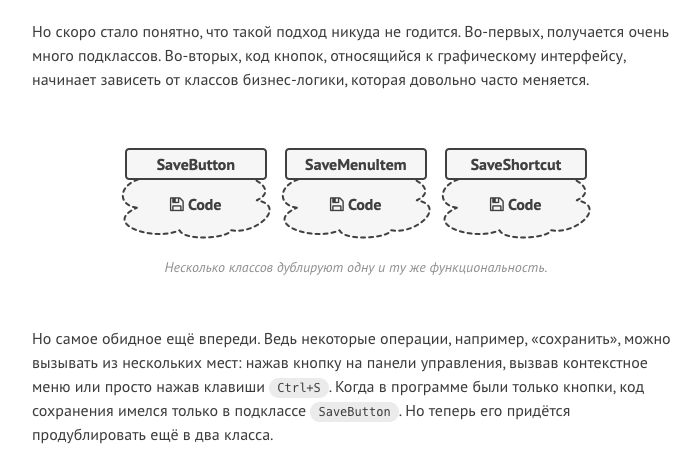 Но скоро стало понятно, что такой подход никуда не годится. Во-первых, получается очень
много подклассов. Во-вторых, код кнопок, относящийся к графическому интерфейсу,
начинает зависеть от классов бизнес-логики, которая довольно часто меняется.
SaveButton SaveMenuItem SaveShortcut
Code Code Code
Несколько классов дублируют одну и ту же функциональность.
Но самое обидное ещё впереди. Ведь некоторые операции, например, «сохранить», можно
вызывать из нескольких мест: нажав кнопку на панели управления, вызвав контекстное
меню или просто нажав клавиши Ctrl+S. Когда в программе были только кнопки, код
сохранения имелся только в подклассе SaveButton. Но теперь его придётся
продублировать ещё в два класса.